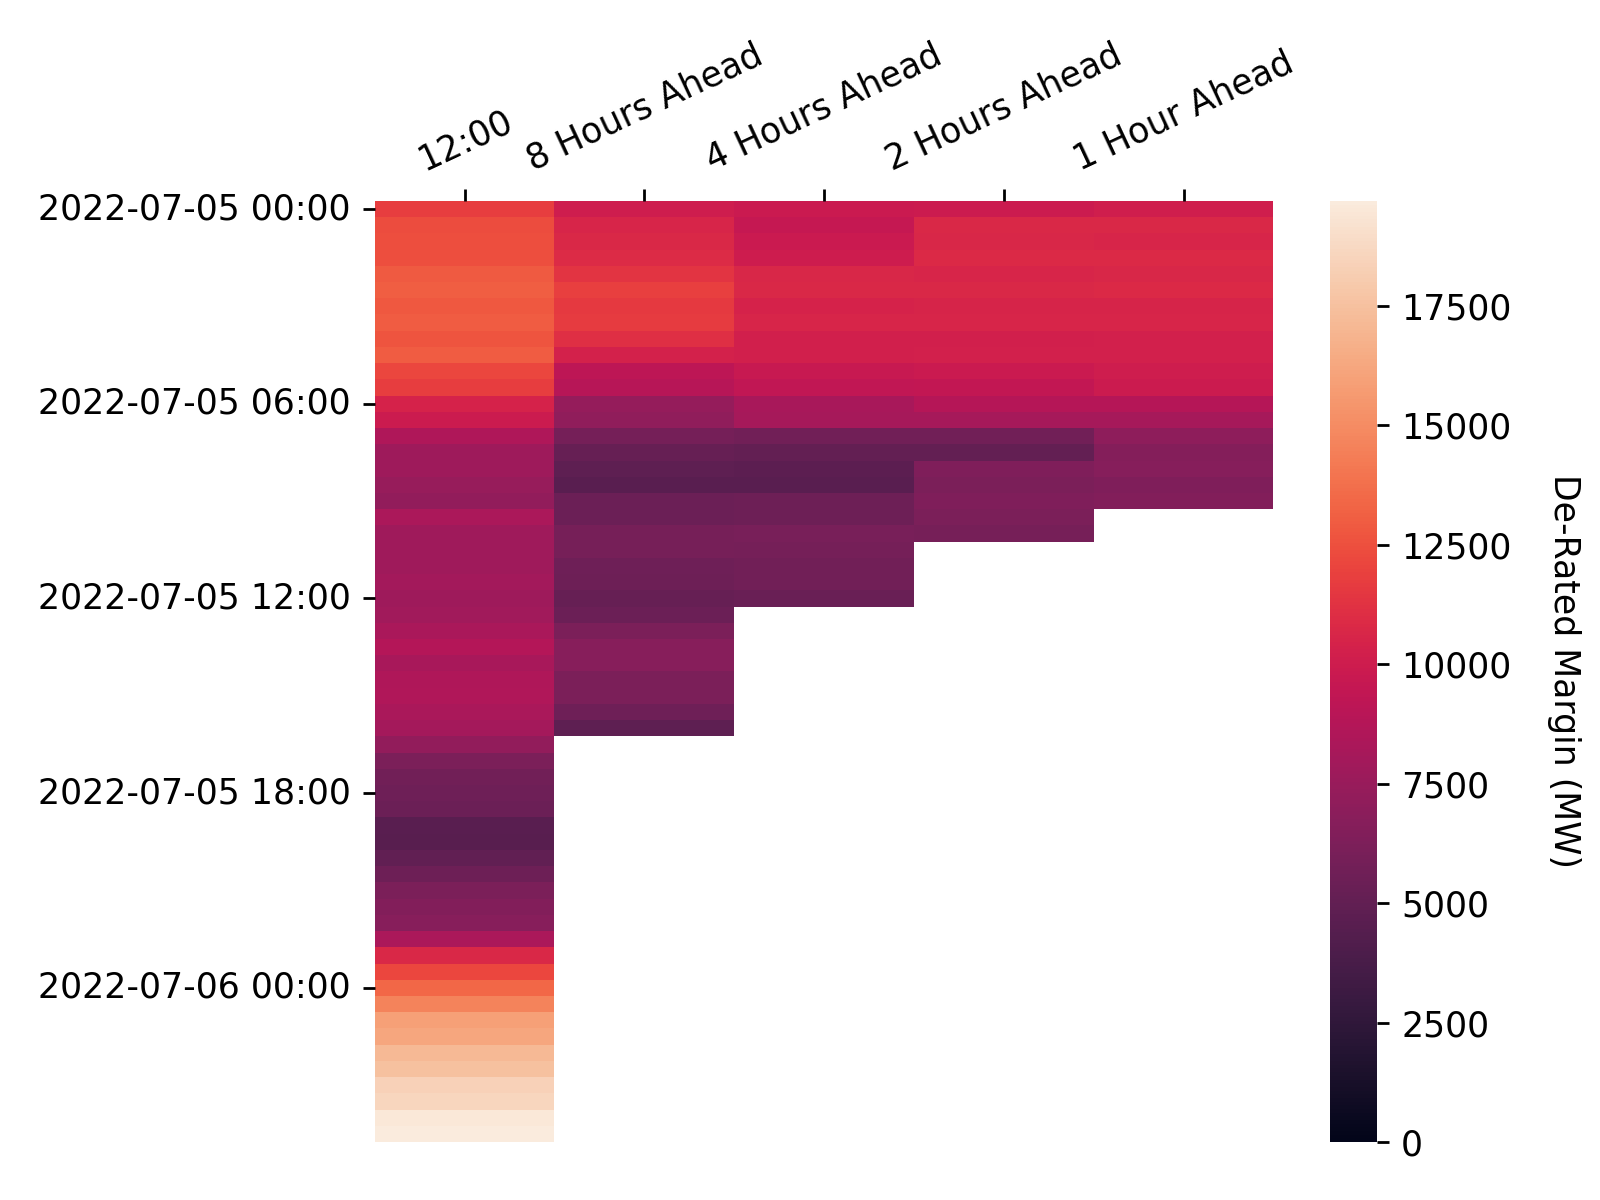 12:00
8 Hours Ahead
4 Hours Ahead
2 Hours Ahead
1 Hour Ahead
2022-07-05 00:00
2022-07-05 06:00
2022-07-05 12:00
2022-07-05 18:00
2022-07-06 00:00
17500
15000
12500
10000
7500
5000
2500
0
De-Rated Margin (MW)